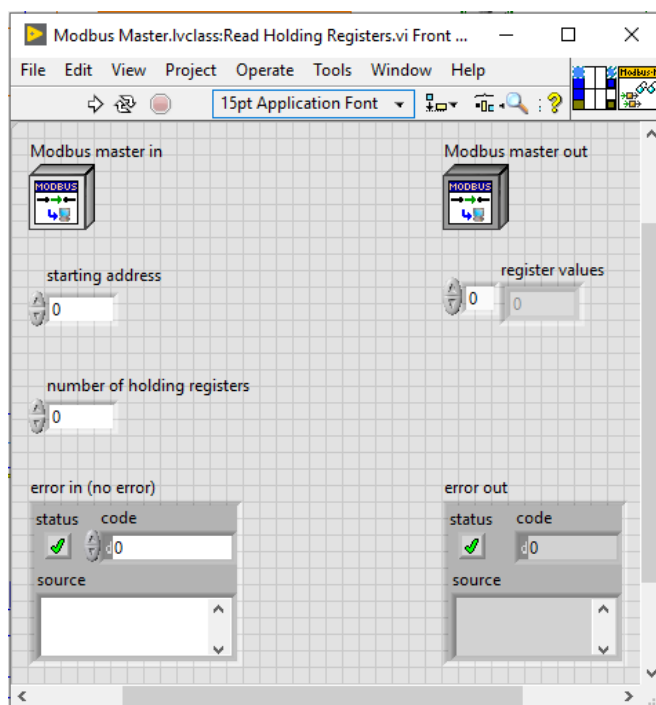 Modbus Master.lvclass:Read Holding Registers.vi Front ...
File Edit View Project Operate Tools Window Help
15pt Application Font
?
Modbus master in
Modbus master out
MODBUS
MODBUS
starting address
register values
0
0
0
number of holding registers
0
error in (no error)
error out
status code
status code
d0
d0
source
source